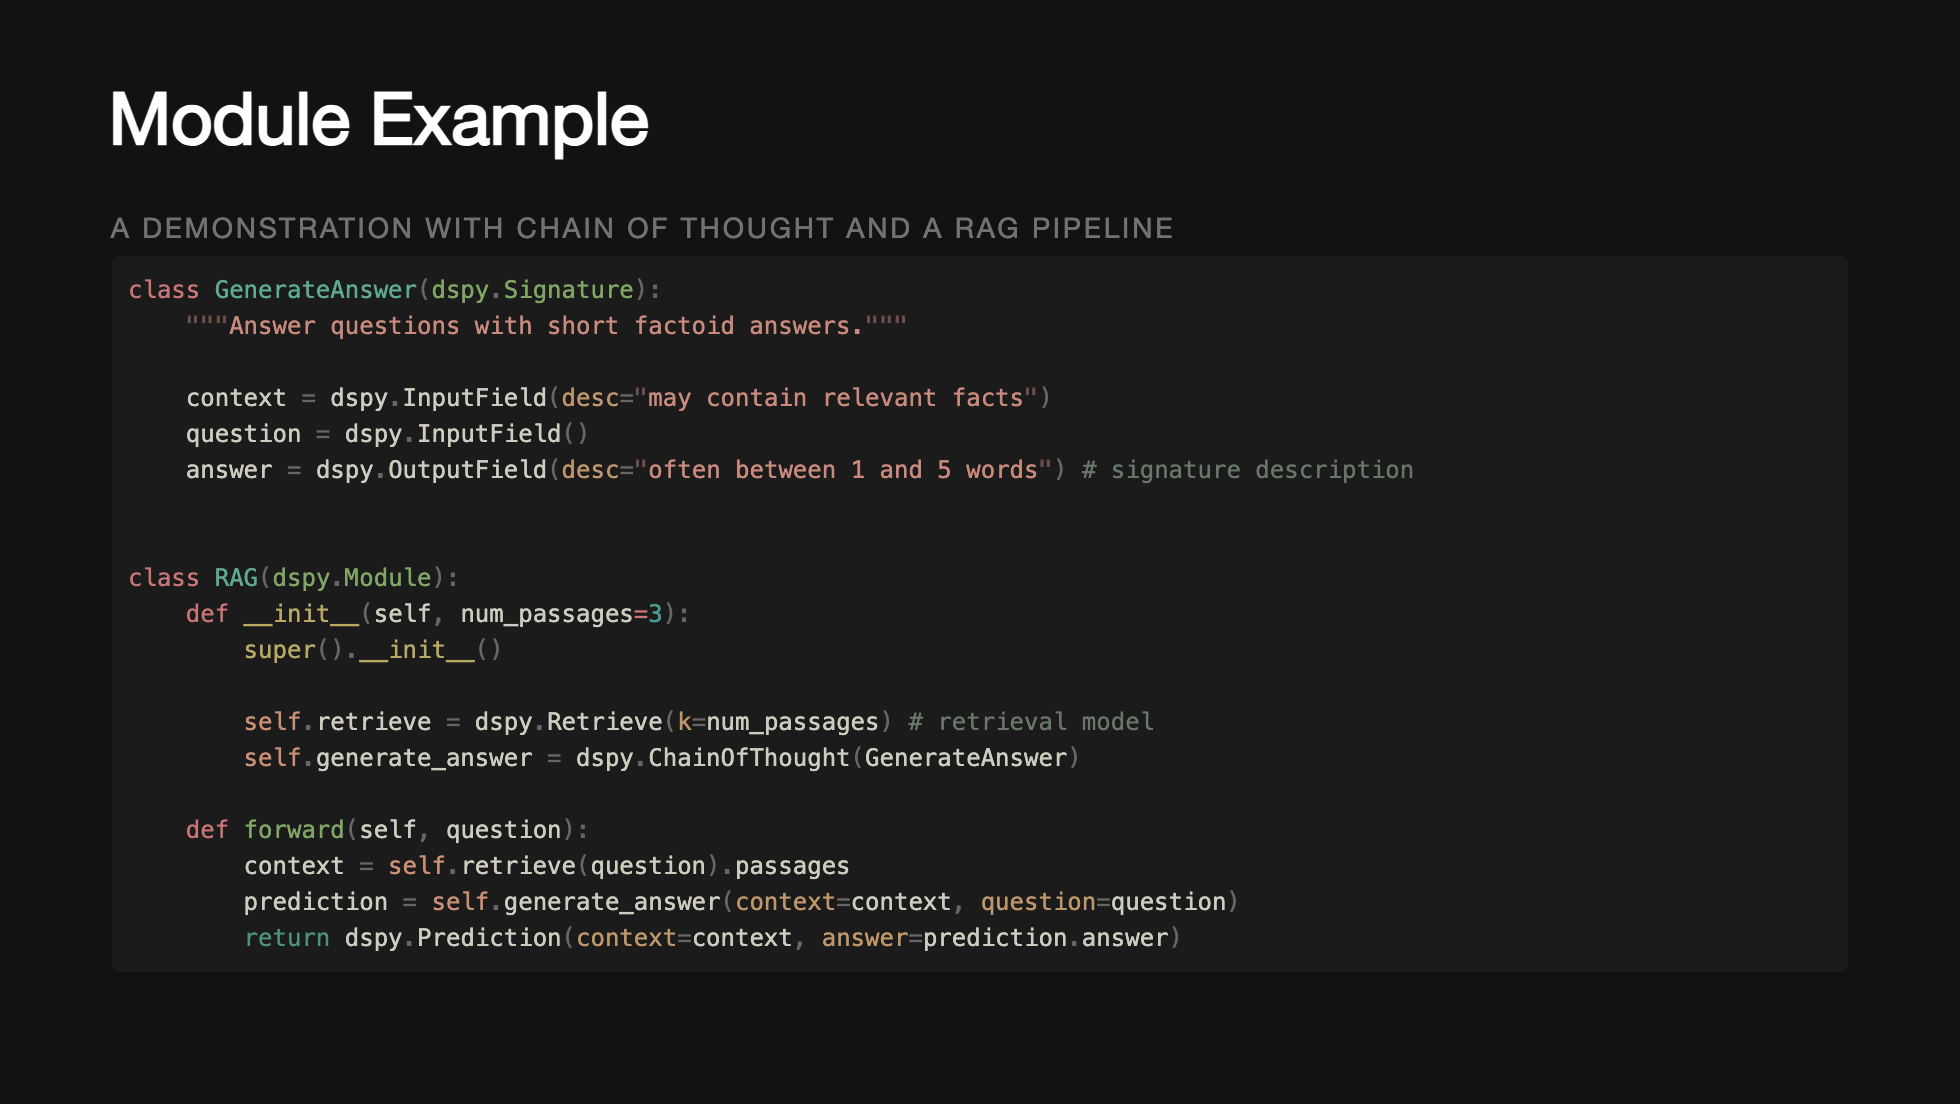 Module Example
A DEMONSTRATION WITH CHAIN OF THOUGHT AND A RAG PIPELINE
class GenerateAnswer(dspy.Signature):
    """Answer questions with short factoid answers."""

    context = dspy.InputField(desc="may contain relevant facts")
    question = dspy.InputField()
    answer = dspy.OutputField(desc="often between 1 and 5 words") # signature description


class RAG(dspy.Module):
    def __init__(self, num_passages=3):
        super().__init__()

        self.retrieve = dspy.Retrieve(k=num_passages) # retrieval model
        self.generate_answer = dspy.ChainOfThought(GenerateAnswer)

    def forward(self, question):
        context = self.retrieve(question).passages
        prediction = self.generate_answer(context=context, question=question)
        return dspy.Prediction(context=context, answer=prediction.answer)